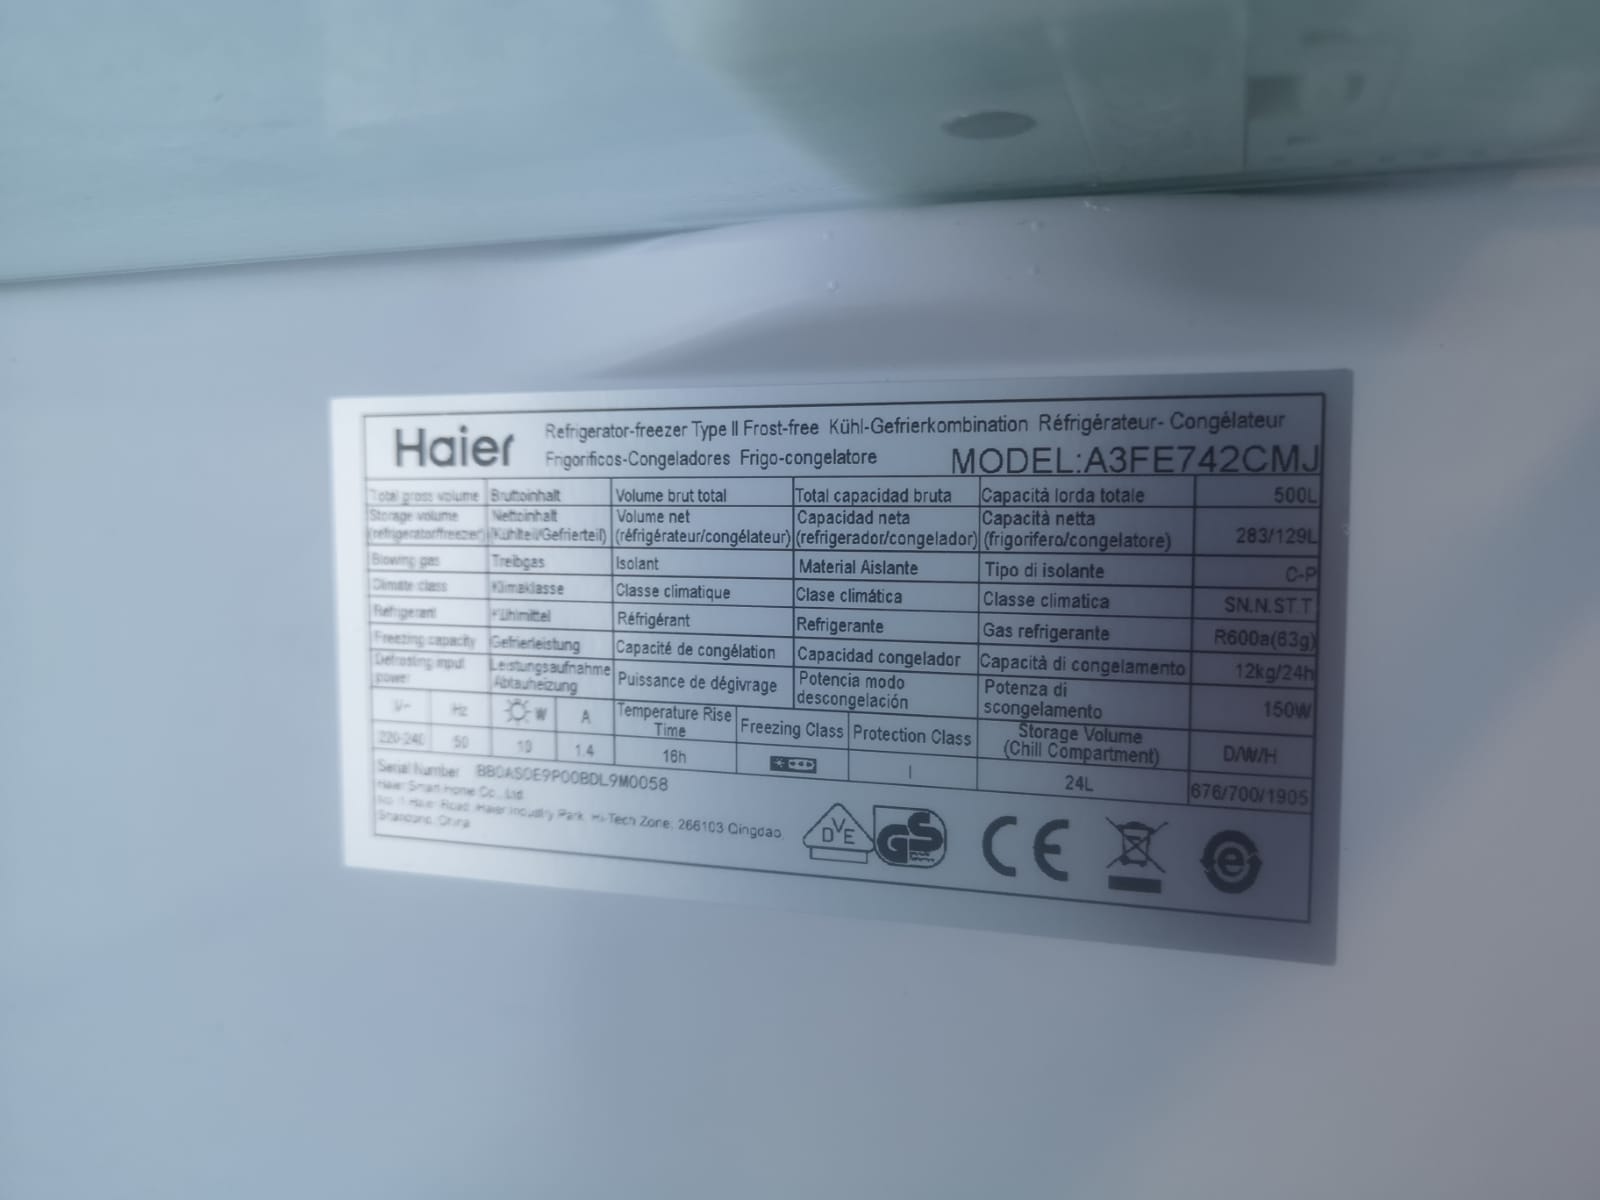 Haier
Refrigerator-freezer Type II Frost-free Kühl-Gefrierkombination Réfrigérateur- Congélateur
Frigorificos-Congeladores Frigo-congelatore
MODEL:A3FE742CMJ
Total gross volume Bruttoinhalt Volume brut total Total capacidad bruta Capacità lorda totale 500L
Storage volume Nettoinhalt Volume net Capacidad neta Capacità netta
(refrigerator/freezer) (Kühlteil/Gefrierteil) (réfrigérateur/congélateur) (refrigerador/congelador) (frigorifero/congelatore) 283/129L
Blowing gas Treibgas Isolant Material Aislante Tipo di isolante C-P
Climate class Klimaklasse Classe climatique Clase climática Classe climatica SN.N.ST.T
Refrigerant Kühlmittel Réfrigérant Refrigerante Gas refrigerante R600a(63g)
Freezing capacity Gefrierleistung Capacité de congélation Capacidad congelador Capacità di congelamento 12kg/24h
Defrosting input Leistungsaufnahme Puissance de dégivrage Potencia modo Potenza di
power Abtauheizung descongelación scongelamento 150W
V~ Hz W A Temperature Rise Freezing Class Protection Class Storage Volume D/W/H
Time (Chill Compartment)
220-240 50 10 1.4 16h I 24L 676/700/1905
Serial Number BB0AS0E9P00BDL9M0058
Haier Smart Home Co., Ltd
No.1 Haier Road, Haier Industry Park, Hi-Tech Zone, 266103 Qingdao
Shandong, China
DVE
GS
CE
e